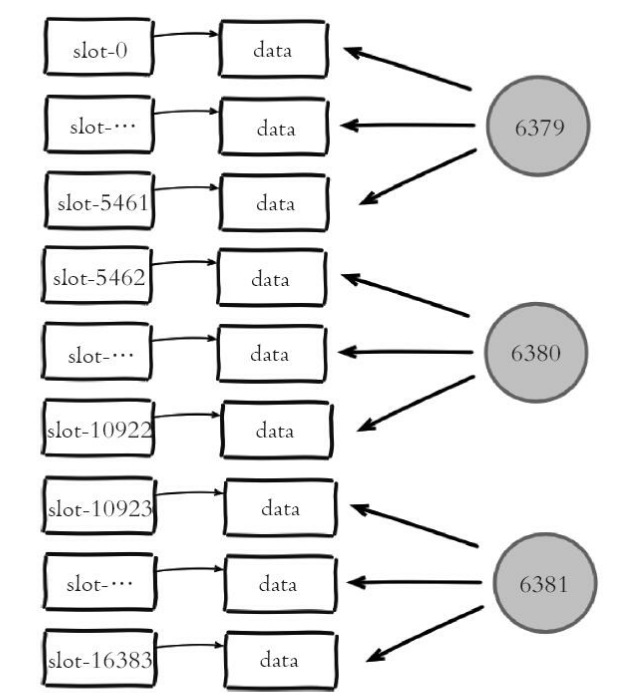 slot-0 data
slot-… data 6379
slot-5461 data
slot-5462 data
slot-… data 6380
slot-10922 data
slot-10923 data
slot-… data 6381
slot-16383 data